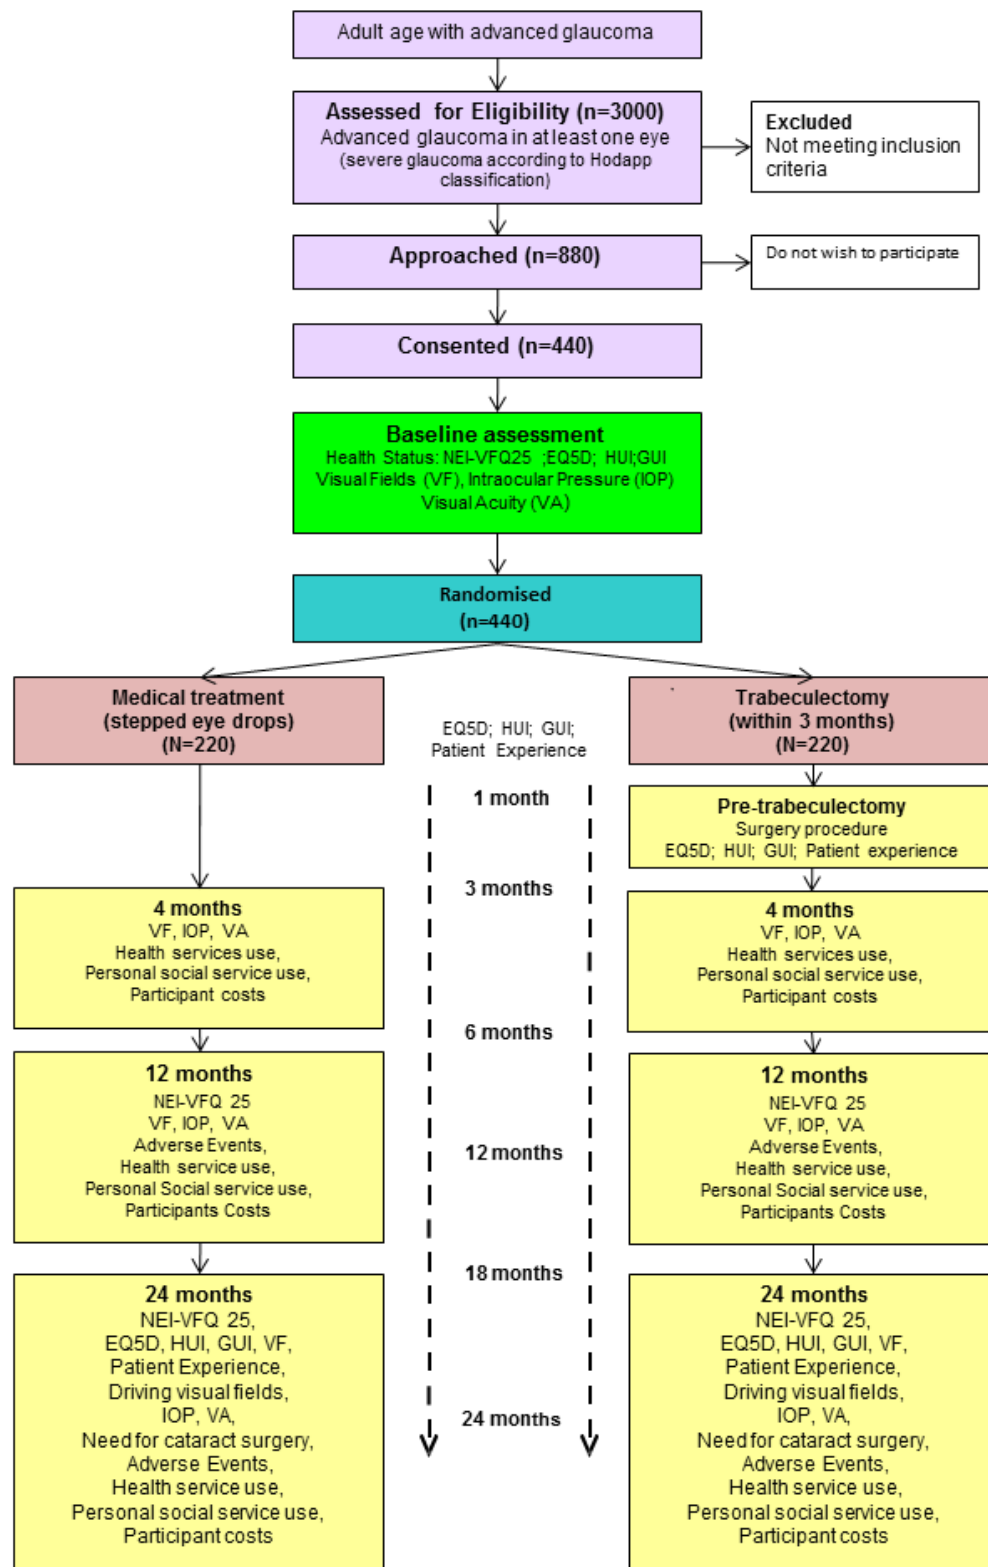 Adult age with advanced glaucoma
Assessed for Eligibility (n=3000)
Advanced glaucoma in at least one eye
(severe glaucoma according to Hodapp
classification)
Excluded
Not meeting inclusion
criteria
Approached (n=880)
Do not wish to participate
Consented (n=440)
Baseline assessment
Health Status: NEI-VFQ25 ;EQ5D; HUI;GUI
Visual Fields (VF), Intraocular Pressure (IOP)
Visual Acuity (VA)
Randomised
(n=440)
Medical treatment
(stepped eye drops)
(N=220)
EQ5D; HUI; GUI;
Patient Experience
Trabeculectomy
(within 3 months)
(N=220)
1 month
Pre-trabeculectomy
Surgery procedure
EQ5D; HUI; GUI; Patient experience
3 months
4 months
VF, IOP, VA
Health services use,
Personal social service use,
Participant costs
4 months
VF, IOP, VA
Health services use,
Personal social service use,
Participant costs
6 months
12 months
NEI-VFQ 25
VF, IOP, VA
Adverse Events,
Health service use,
Personal Social service use,
Participants Costs
12 months
12 months
NEI-VFQ 25
VF, IOP, VA
Adverse Events,
Health service use,
Personal Social service use,
Participants Costs
18 months
24 months
NEI-VFQ 25,
EQ5D, HUI, GUI, VF,
Patient Experience,
Driving visual fields,
IOP, VA,
Need for cataract surgery,
Adverse Events,
Health service use,
Personal social service use,
Participant costs
24 months
24 months
NEI-VFQ 25,
EQ5D, HUI, GUI, VF,
Patient Experience,
Driving visual fields,
IOP, VA,
Need for cataract surgery,
Adverse Events,
Health service use,
Personal social service use,
Participant costs